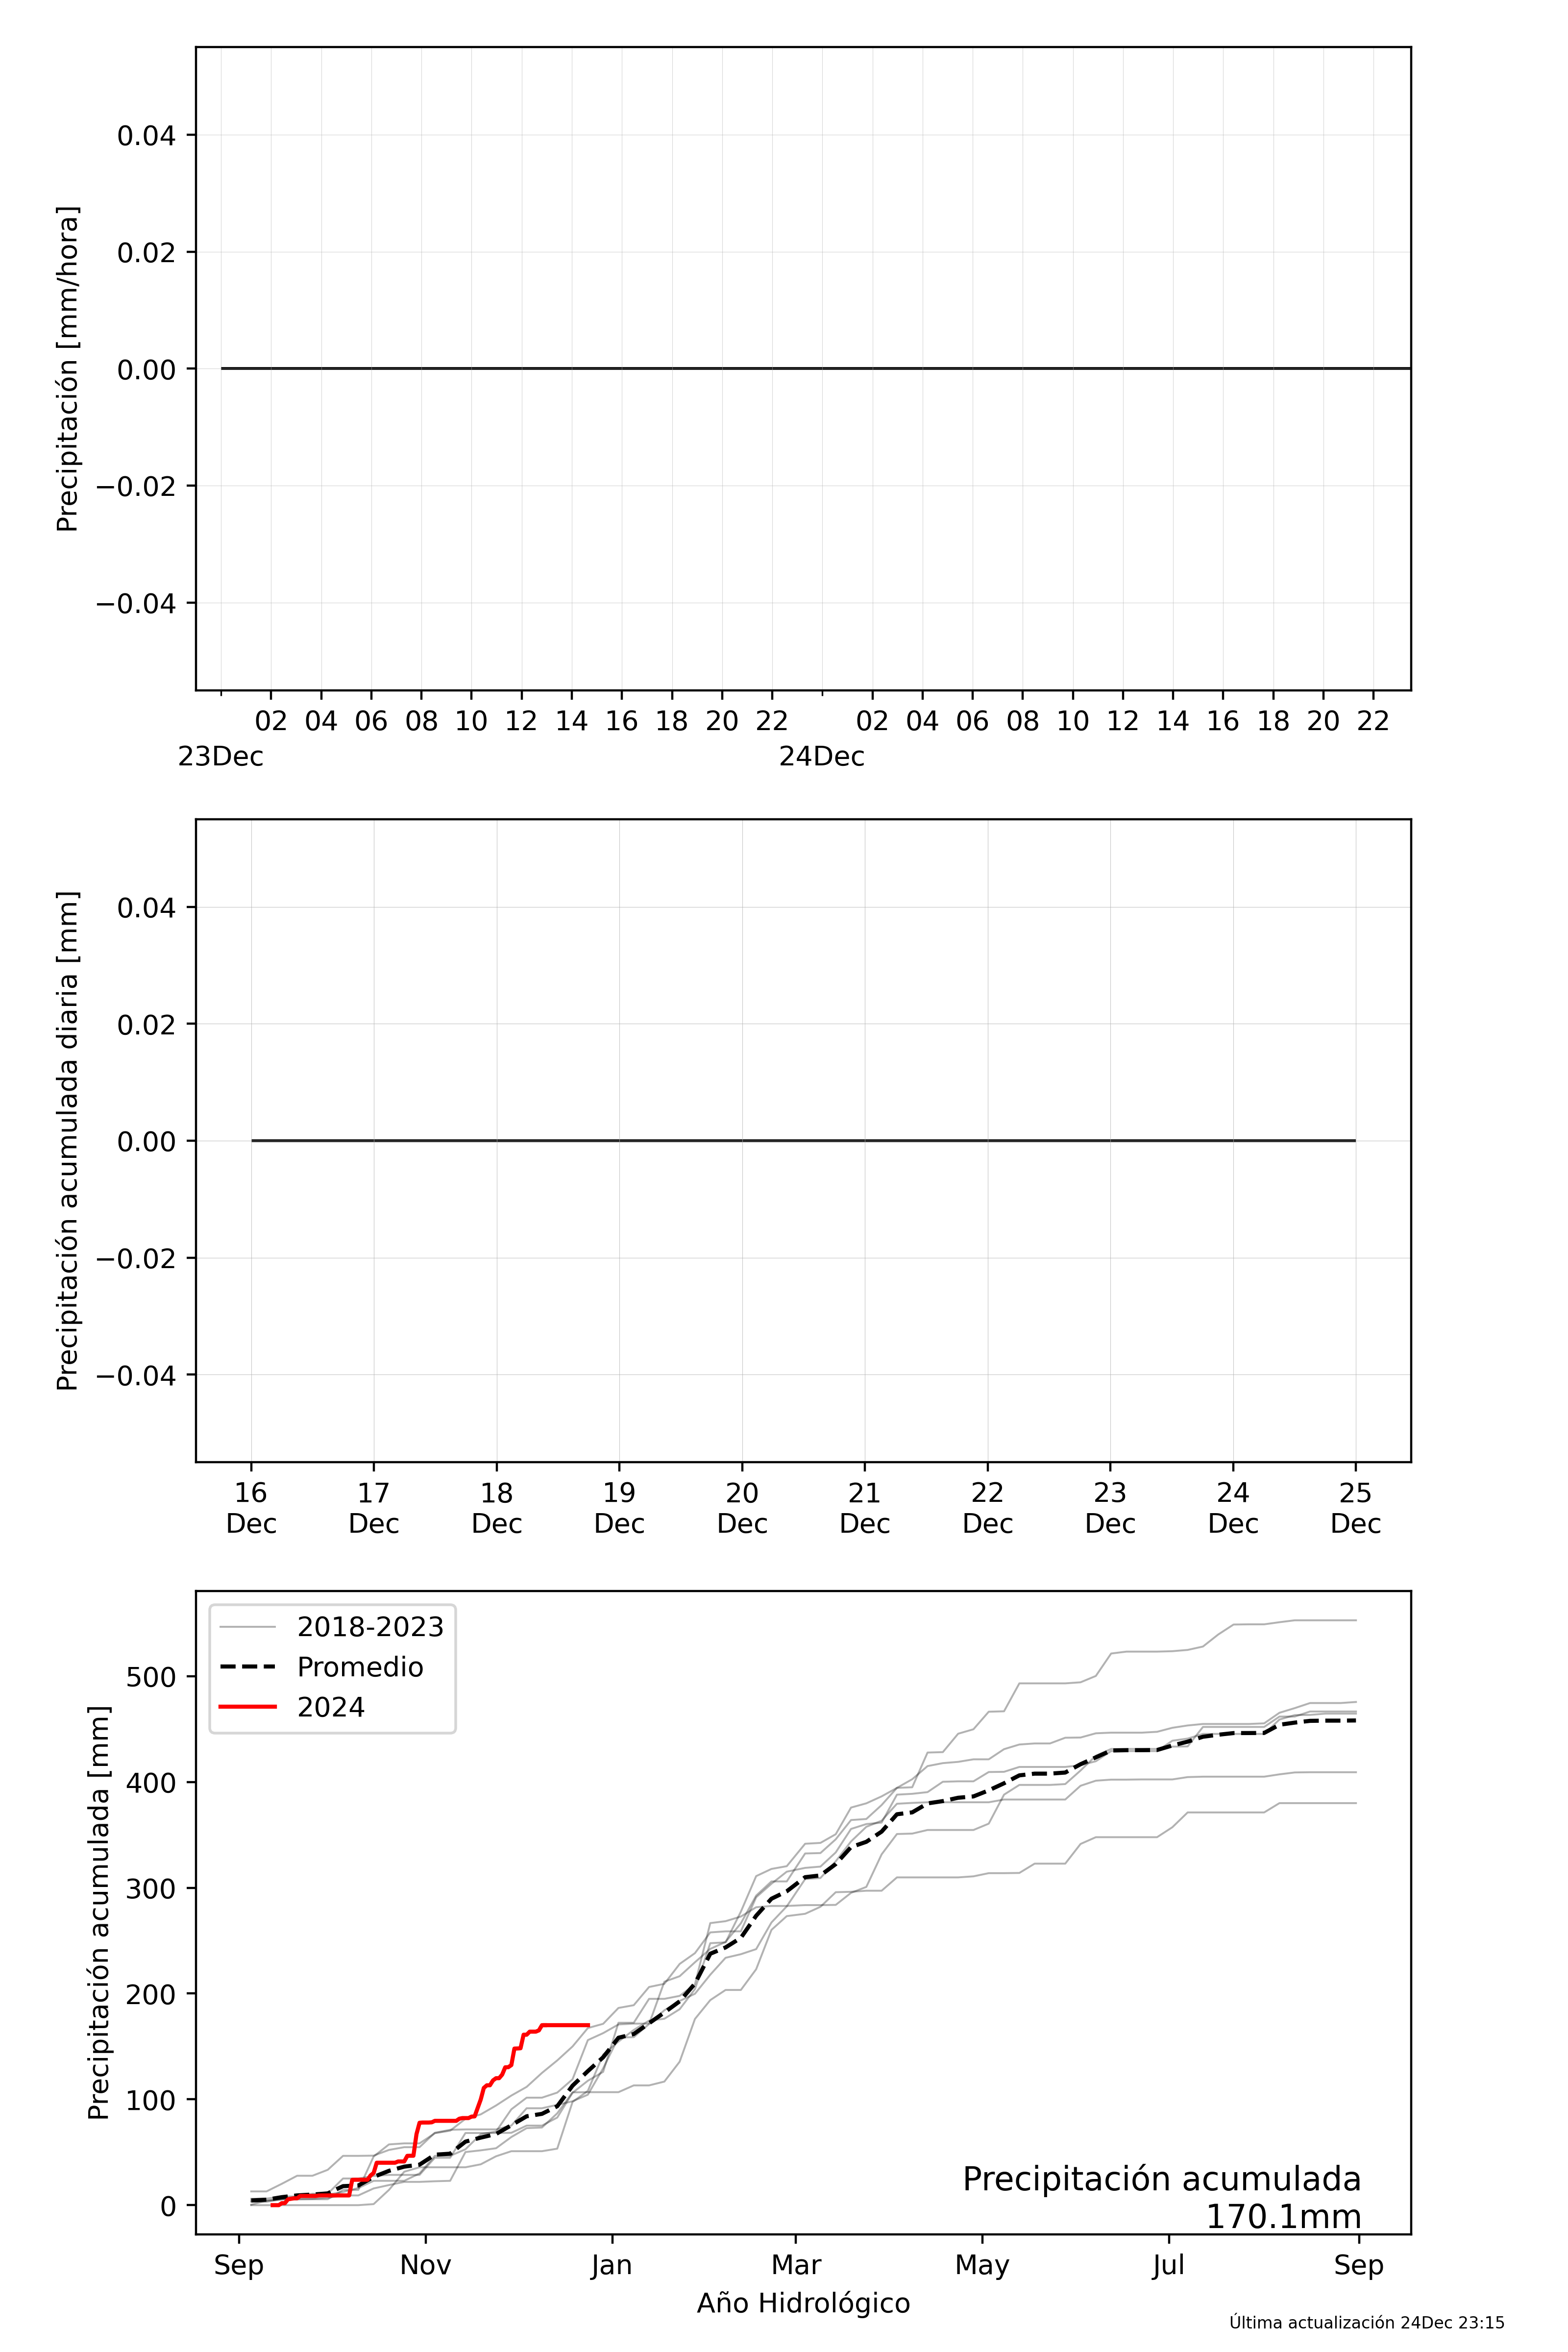 Precipitación [mm/hora]
0.04
0.02
0.00
−0.02
−0.04
02 04 06 08 10 12 14 16 18 20 22 02 04 06 08 10 12 14 16 18 20 22
23Dec 24Dec
Precipitación acumulada diaria [mm]
0.04
0.02
0.00
−0.02
−0.04
16 17 18 19 20 21 22 23 24 25
Dec Dec Dec Dec Dec Dec Dec Dec Dec Dec
Precipitación acumulada [mm]
2018-2023
Promedio
2024
500
400
300
200
100
0
Precipitación acumulada
170.1mm
Sep Nov Jan Mar May Jul Sep
Año Hidrológico
Última actualización 24Dec 23:15